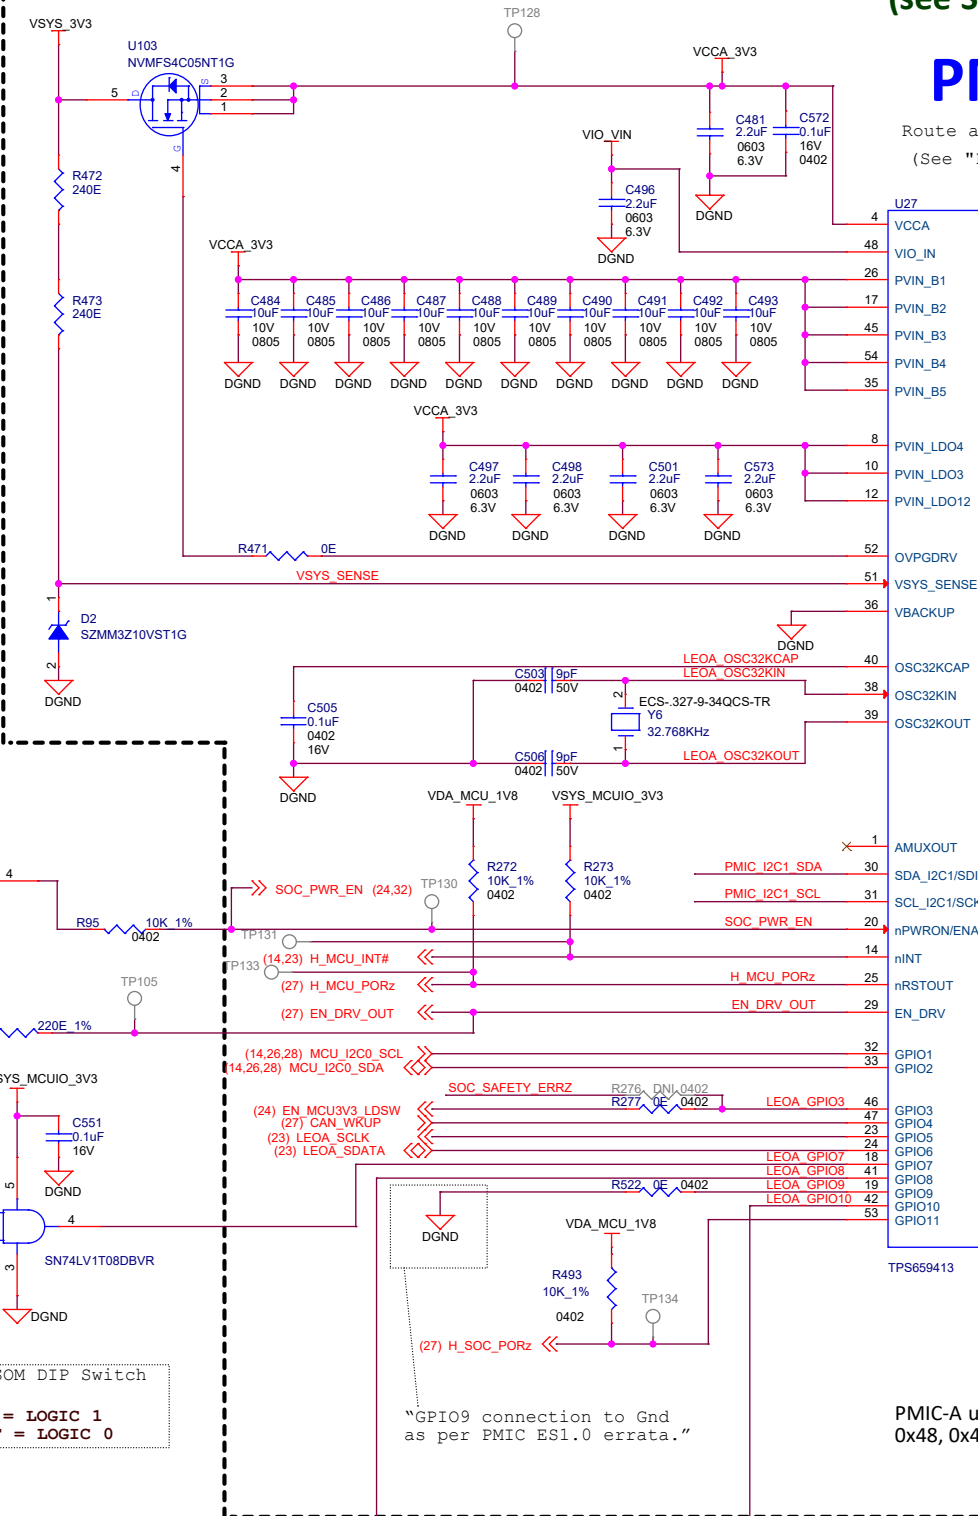 (see S
PI
Route a
(See "
VSYS_3V3
U103
NVMFS4C05NT1G
TP128
5
D
S
3
2
1
G
4
VCCA_3V3
C481
2.2uF
0603
6.3V
C572
0.1uF
16V
0402
DGND
VIO_VIN
C496
2.2uF
0603
6.3V
DGND
R472
240E
R473
240E
VCCA_3V3
C484
10uF
10V
0805
DGND
C485
10uF
10V
0805
DGND
C486
10uF
10V
0805
DGND
C487
10uF
10V
0805
DGND
C488
10uF
10V
0805
DGND
C489
10uF
10V
0805
DGND
C490
10uF
10V
0805
DGND
C491
10uF
10V
0805
DGND
C492
10uF
10V
0805
DGND
C493
10uF
10V
0805
DGND
VCCA_3V3
C497
2.2uF
0603
6.3V
DGND
C498
2.2uF
0603
6.3V
DGND
C501
2.2uF
0603
6.3V
DGND
C573
2.2uF
0603
6.3V
DGND
R471 0E
VSYS_SENSE
1
D2
SZMM3Z10VST1G
2
DGND
DGND
LEOA_OSC32KCAP
LEOA_OSC32KIN
C503 9pF
0402 50V
C505
0.1uF
0402
16V
DGND
2
ECS-.327-9-34QCS-TR
Y6
32.768KHz
1
C506 9pF
0402 50V
LEOA_OSC32KOUT
VDA_MCU_1V8
VSYS_MCUIO_3V3
R272
10K_1%
0402
R273
10K_1%
0402
PMIC_I2C1_SDA
PMIC_I2C1_SCL
SOC_PWR_EN
4
SOC_PWR_EN (24,32)
TP130
R95 10K_1%
0402
TP131
(14,23) H_MCU_INT#
TP133
(27) H_MCU_PORz
H_MCU_PORz
TP105
(27) EN_DRV_OUT
EN_DRV_OUT
220E_1%
(14,26,28) MCU_I2C0_SCL
(14,26,28) MCU_I2C0_SDA
SOC_SAFETY_ERRZ
R276 DNI 0402
(24) EN_MCU3V3_LDSW
R277 0E 0402
LEOA_GPIO3
(27) CAN_WKUP
(23) LEOA_SCLK
(23) LEOA_SDATA
LEOA_GPIO7
LEOA_GPIO8
R522 0E 0402
LEOA_GPIO9
LEOA_GPIO10
SYS_MCUIO_3V3
C551
0.1uF
16V
DGND
5
4
SN74LV1T08DBVR
3
DGND
DGND
VDA_MCU_1V8
R493
10K_1%
0402
TP134
(27) H_SOC_PORz
"GPIO9 connection to Gnd
as per PMIC ES1.0 errata."
SOM DIP Switch
= LOGIC 1
= LOGIC 0
U27
4 VCCA
48 VIO_IN
26 PVIN_B1
17 PVIN_B2
45 PVIN_B3
54 PVIN_B4
35 PVIN_B5
8 PVIN_LDO4
10 PVIN_LDO3
12 PVIN_LDO12
52 OVPGDRV
51 VSYS_SENSE
36 VBACKUP
40 OSC32KCAP
38 OSC32KIN
39 OSC32KOUT
1 AMUXOUT
30 SDA_I2C1/SDI
31 SCL_I2C1/SCK
20 nPWRON/ENA
14 nINT
25 nRSTOUT
29 EN_DRV
32 GPIO1
33 GPIO2
46 GPIO3
47 GPIO4
23 GPIO5
24 GPIO6
18 GPIO7
41 GPIO8
19 GPIO9
42 GPIO10
53 GPIO11
TPS659413
PMIC-A u
0x48, 0x4